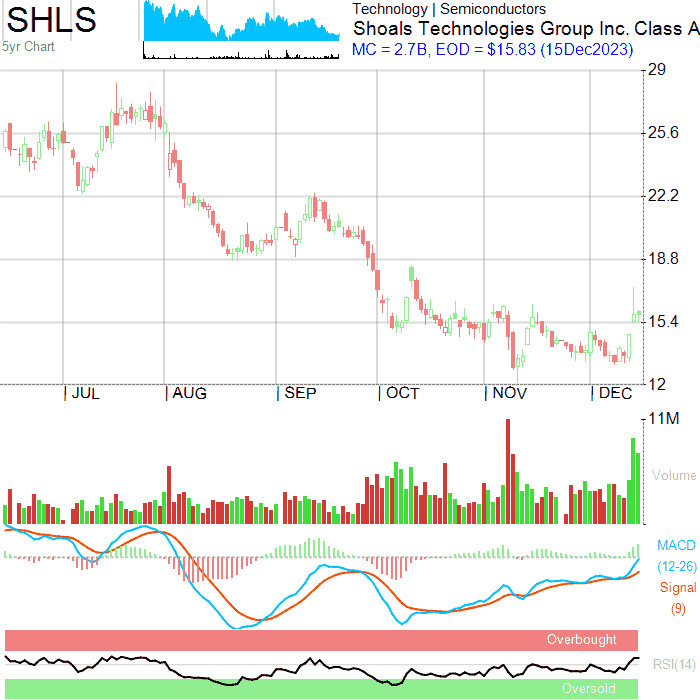 SHLS
5yr Chart
Technology | Semiconductors
Shoals Technologies Group Inc. Class A
MC = 2.7B, EOD = $15.83 (15Dec2023)
29
25.6
22.2
18.8
15.4
12
JUL
AUG
SEP
OCT
NOV
DEC
11M
Volume
MACD
(12-26)
Signal
(9)
Overbought
RSI(14)
Oversold